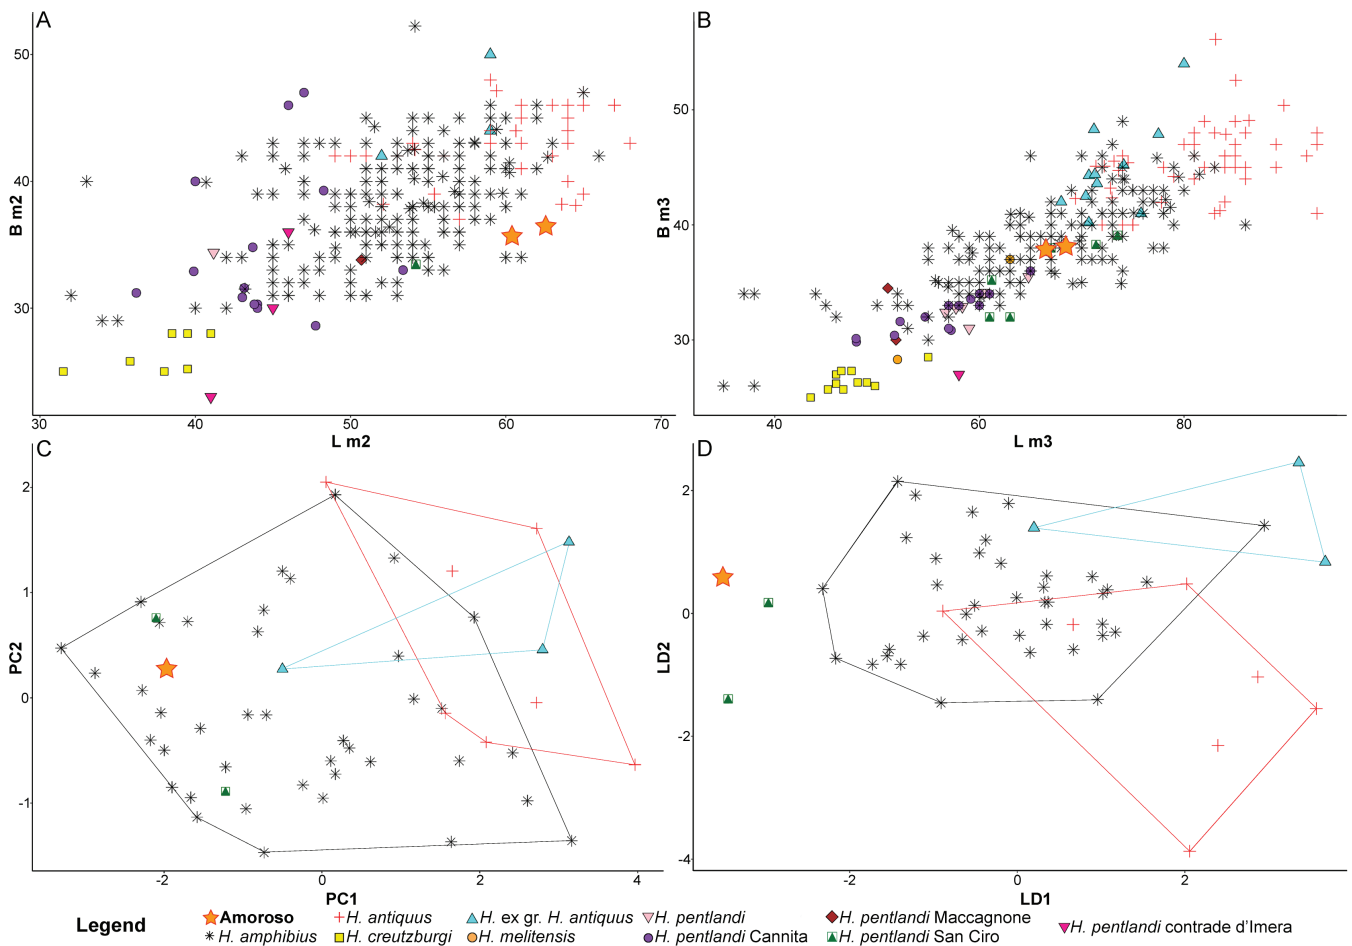 A
50
40
30
B m2
30
40
50
60
70
L m2
B
50
40
30
B m3
40
60
80
L m3
C
2
1
0
-1
PC2
-2
0
2
4
PC1
D
2
0
-2
-4
LD2
-2
0
2
LD1
Legend
Amoroso
H. antiquus
H. ex gr. H. antiquus
H. pentlandi
H. pentlandi Maccagnone
H. pentlandi contrade d'Imera
H. amphibius
H. creutzburgi
H. melitensis
H. pentlandi Cannita
H. pentlandi San Ciro